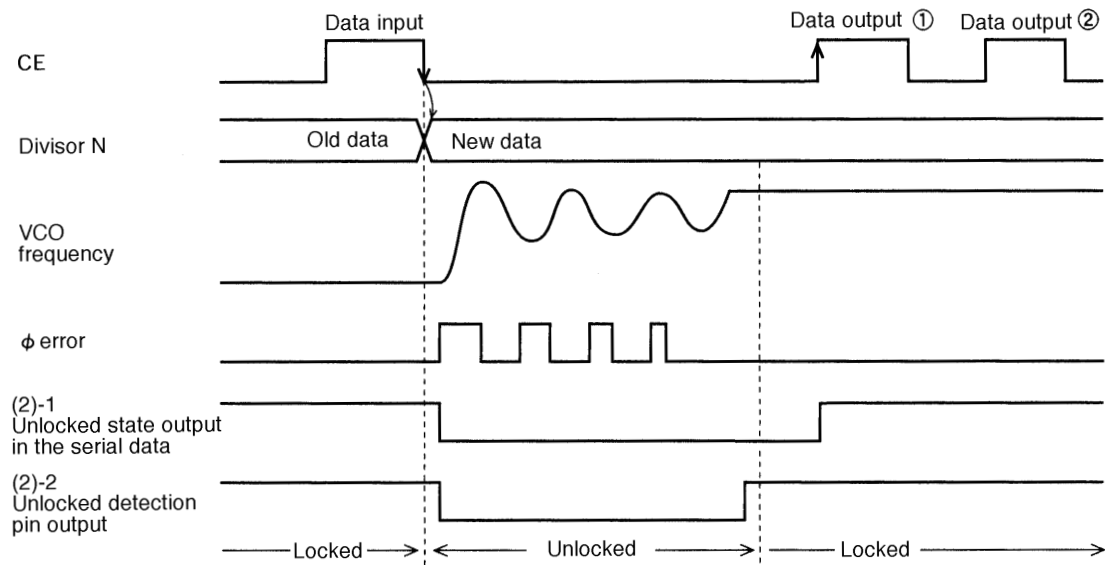 Data input
Data output ①
Data output ②
CE
Divisor N
Old data
New data
VCO
frequency
ϕ error
(2)-1
Unlocked state output
in the serial data
(2)-2
Unlocked detection
pin output
Locked
Unlocked
Locked